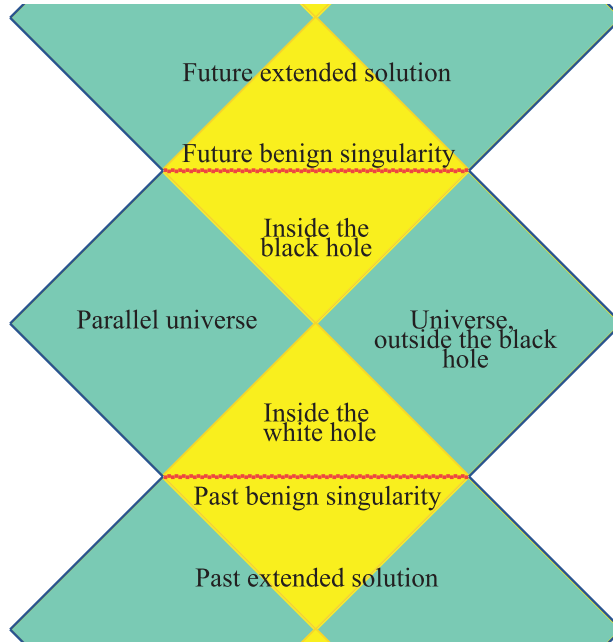 Future extended solution
Future benign singularity
Inside the
black hole
Parallel universe
Universe,
outside the black
hole
Inside the
white hole
Past benign singularity
Past extended solution